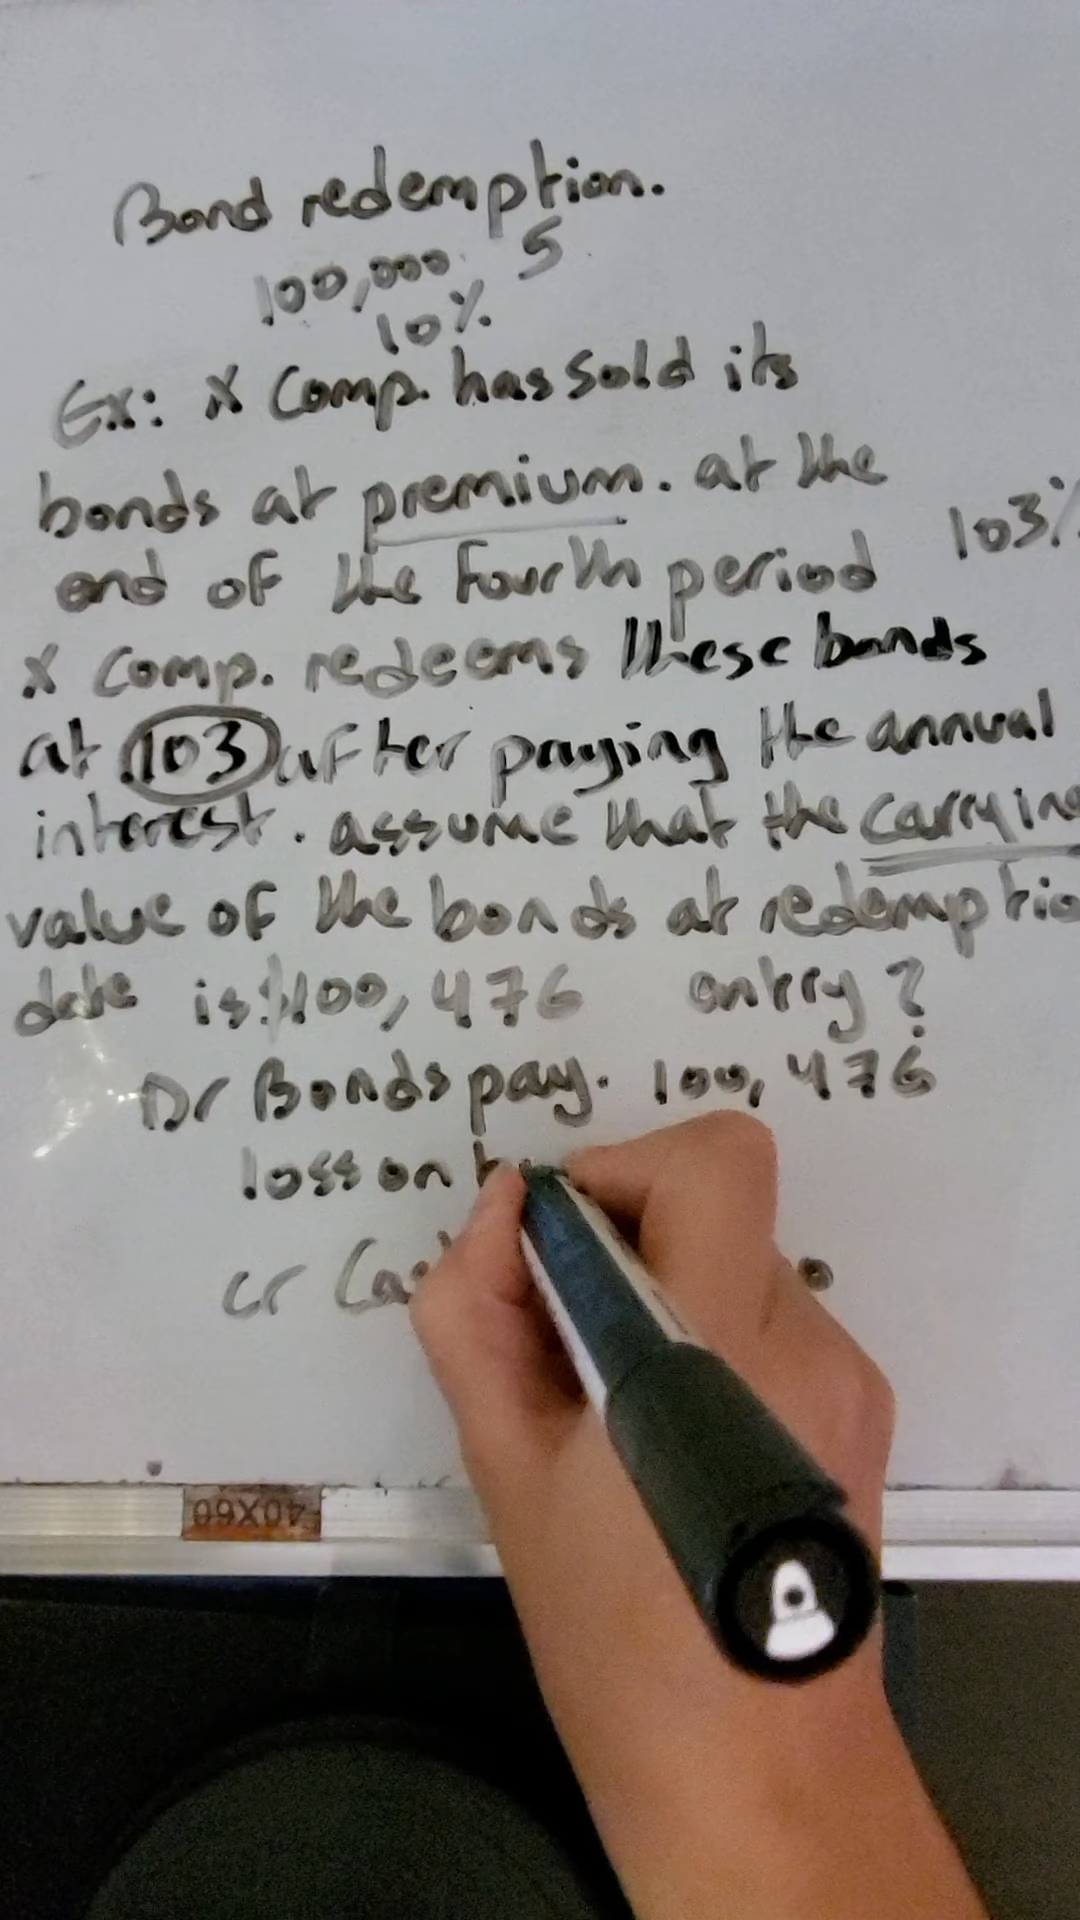 Bond redemption.
100,000, 5
10%
Ex: X Comp. has sold its
bonds at premium. at the
end of the fourth period
103%
X Comp. redeems these bonds
at 103 after paying the annual
interest. assume that the carrying
value of the bonds at redemptio
date is $100,476 entry?
Dr Bonds pay. 100,476
loss on
cr Cas
40X60